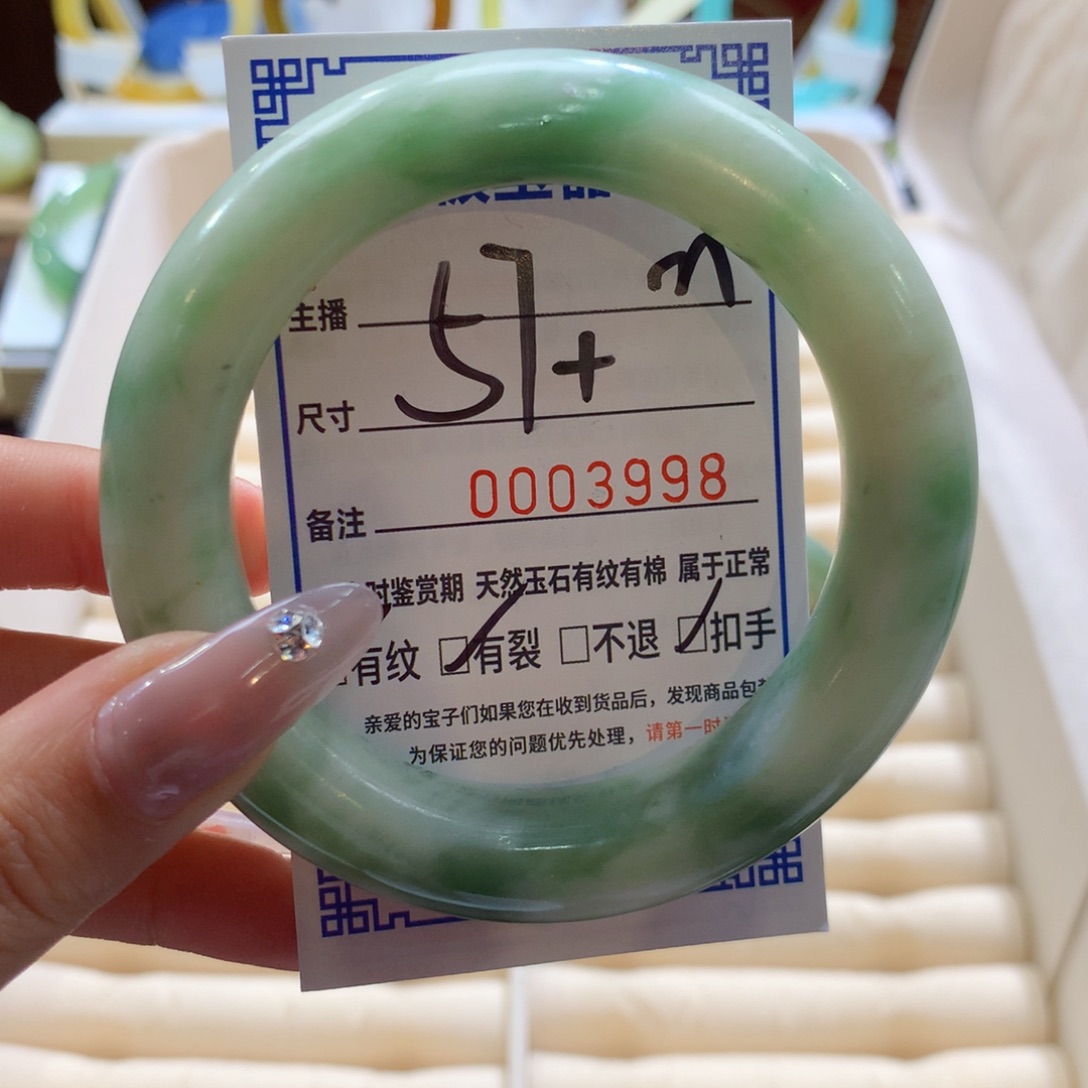 主播 m
尺寸 57+
备注 0003998
时鉴赏期 天然玉石有纹有棉 属于正常
有纹 有裂 不退 扣手
亲爱的宝子们如果您在收到货品后，发现商品包
为保证您的问题优先处理，请第一时